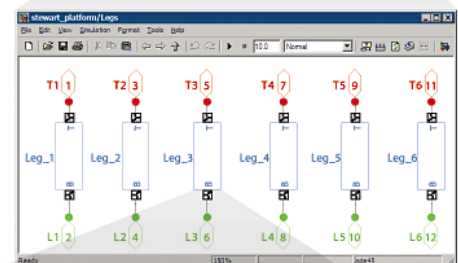 stewart_platform/Legs
File Edit View Simulation Format Tools Help
10.0 Normal
T1 1 T2 3 T3 5 T4 7 T5 9 T6 11
T T T T T T
Leg_1 Leg_2 Leg_3 Leg_4 Leg_5 Leg_6
B B B B B B
L1 2 L2 4 L3 6 L4 8 L5 10 L6 12
Ready 150% ode45